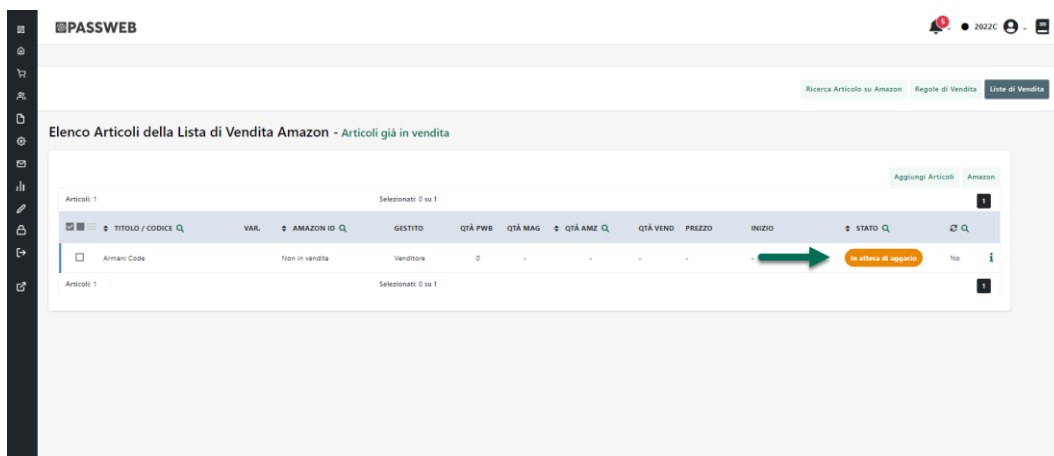 PASSWEB
5
2022C
Ricerca Articolo su Amazon Regole di Vendita Liste di Vendita
Elenco Articoli della Lista di Vendita Amazon - Articoli già in vendita
Aggiungi Articoli Amazon
Articoli: 1 Selezionati: 0 su 1 1
TITOLO / CODICE VAR. AMAZON ID GESTITO QTÀ PWB QTÀ MAG QTÀ AMZ QTÀ VEND PREZZO INIZIO STATO
Armani Code Non in vendita Venditore 0 - - - - - In attesa di aggacio No i
Articoli: 1 Selezionati: 0 su 1 1